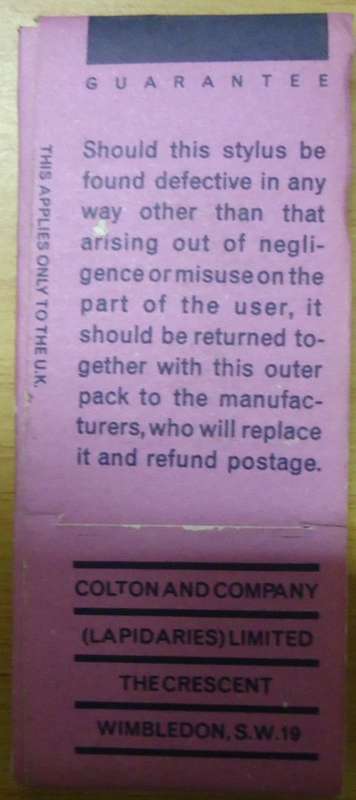 GUARANTEE
Should this stylus be
found defective in any
way other than that
arising out of negli-
gence or misuse on the
part of the user, it
should be returned to-
gether with this outer
pack to the manufac-
turers, who will replace
it and refund postage.
THIS APPLIES ONLY TO THE U.K.
COLTON AND COMPANY
(LAPIDARIES) LIMITED
THE CRESCENT
WIMBLEDON, S.W.19